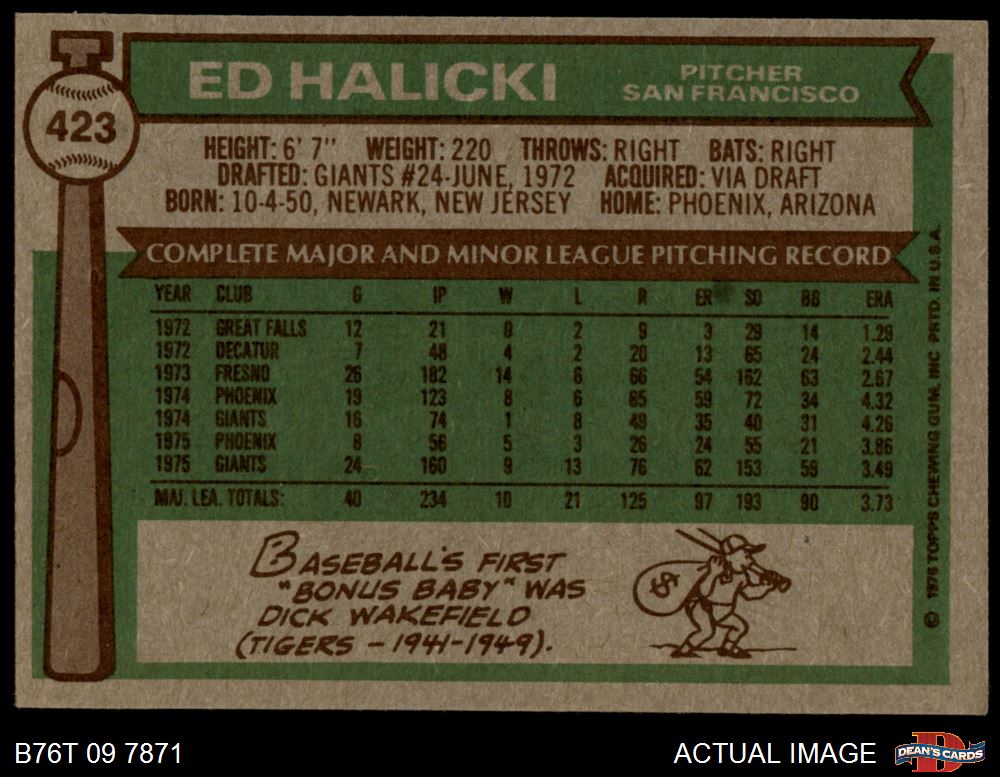 423
ED HALICKI
PITCHER
SAN FRANCISCO
HEIGHT: 6' 7" WEIGHT: 220 THROWS: RIGHT BATS: RIGHT
DRAFTED: GIANTS #24-JUNE, 1972 ACQUIRED: VIA DRAFT
BORN: 10-4-50, NEWARK, NEW JERSEY HOME: PHOENIX, ARIZONA
COMPLETE MAJOR AND MINOR LEAGUE PITCHING RECORD
YEAR CLUB G IP W L R ER SO BB ERA
1972 GREAT FALLS 12 21 0 2 9 3 29 14 1.29
1972 DECATUR 7 48 4 2 20 13 65 24 2.44
1973 FRESNO 26 182 14 6 66 54 162 63 2.67
1974 PHOENIX 19 123 8 6 65 59 72 34 4.32
1974 GIANTS 16 74 1 8 49 35 40 31 4.26
1975 PHOENIX 8 56 5 3 26 24 55 21 3.86
1975 GIANTS 24 160 9 13 76 62 153 59 3.49
MAJ. LEA. TOTALS: 40 234 10 21 125 97 193 90 3.73
BASEBALL'S FIRST
"BONUS BABY" WAS
DICK WAKEFIELD
(TIGERS - 1941-1949).
$
© 1976 TOPPS CHEWING GUM, INC PRTD. IN U.S.A.
B76T 09 7871
ACTUAL IMAGE
D
DEAN'S CARDS